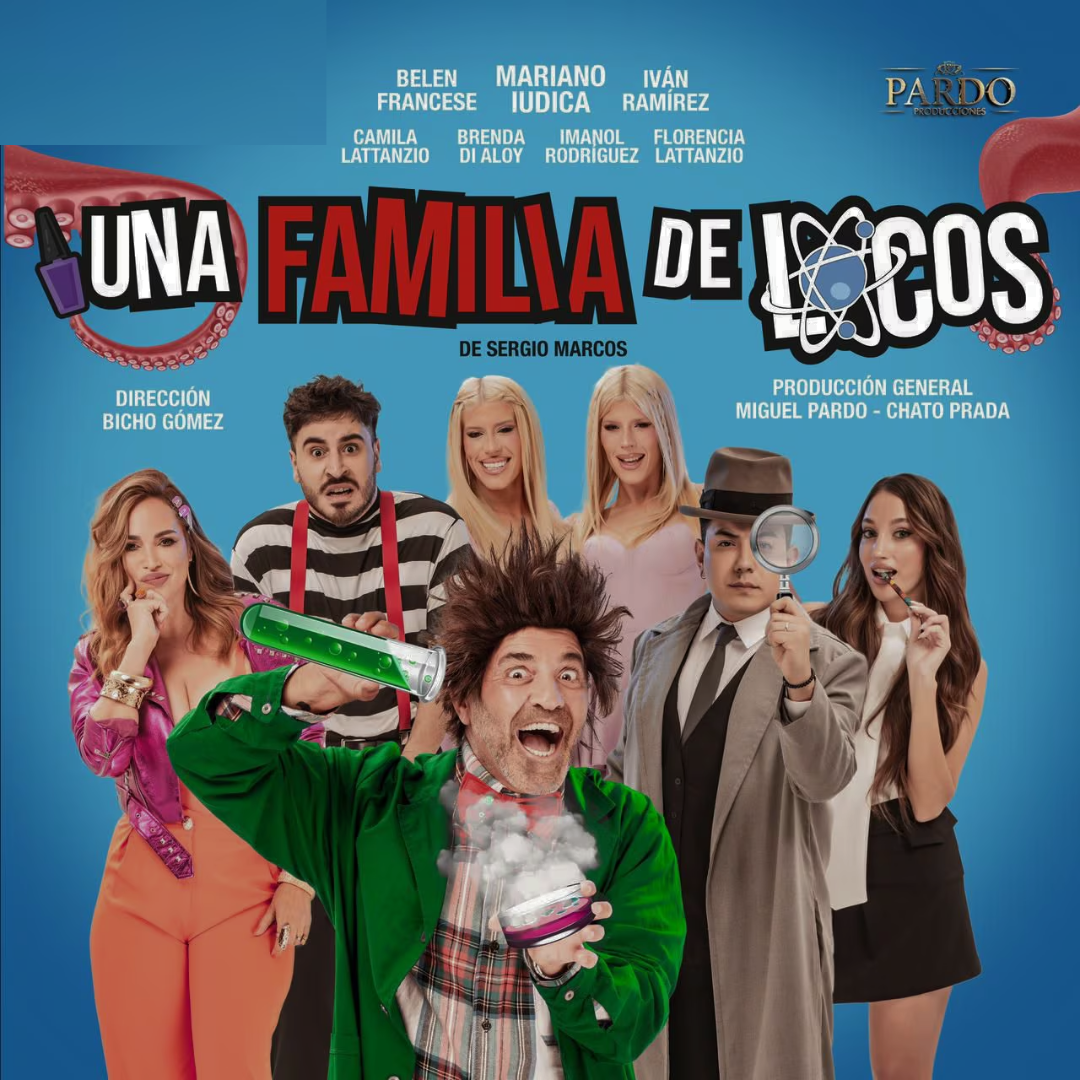 BELEN
FRANCESE
MARIANO
IUDICA
IVÁN
RAMÍREZ
PARDO
PRODUCCIONES
CAMILA
LATTANZIO
BRENDA
DI ALOY
IMANOL
RODRÍGUEZ
FLORENCIA
LATTANZIO
UNA FAMILIA DE LOCOS
DE SERGIO MARCOS
DIRECCIÓN
BICHO GÓMEZ
PRODUCCIÓN GENERAL
MIGUEL PARDO - CHATO PRADA